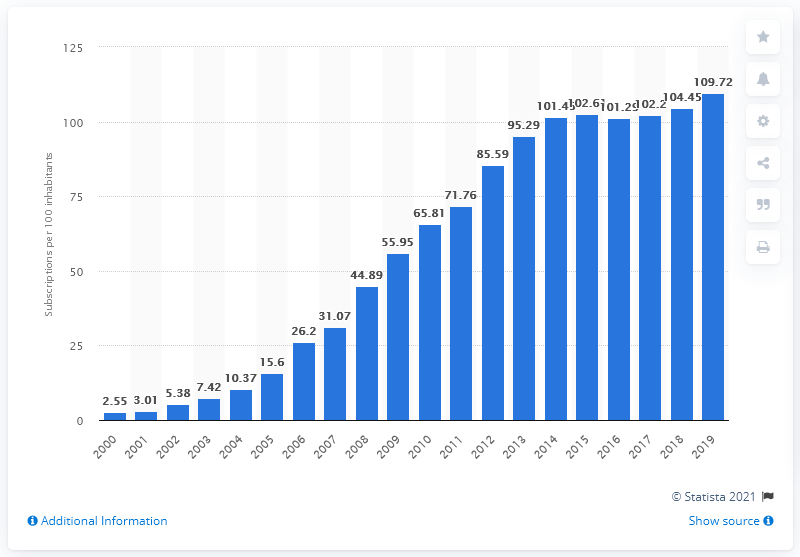 125
100
75
50
25
0
Subscriptions per 100 inhabitants
2.55 3.01 5.38 7.42 10.37 15.6 26.2 31.07 44.89 55.95 65.81 71.76 85.59 95.29 102.61 101.29 102.2 104.45 109.72
2000 2001 2002 2003 2004 2005 2006 2007 2008 2009 2010 2011 2012 2013 2014 2015 2016 2017 2018 2019
© Statista 2021
Additional Information
Show source